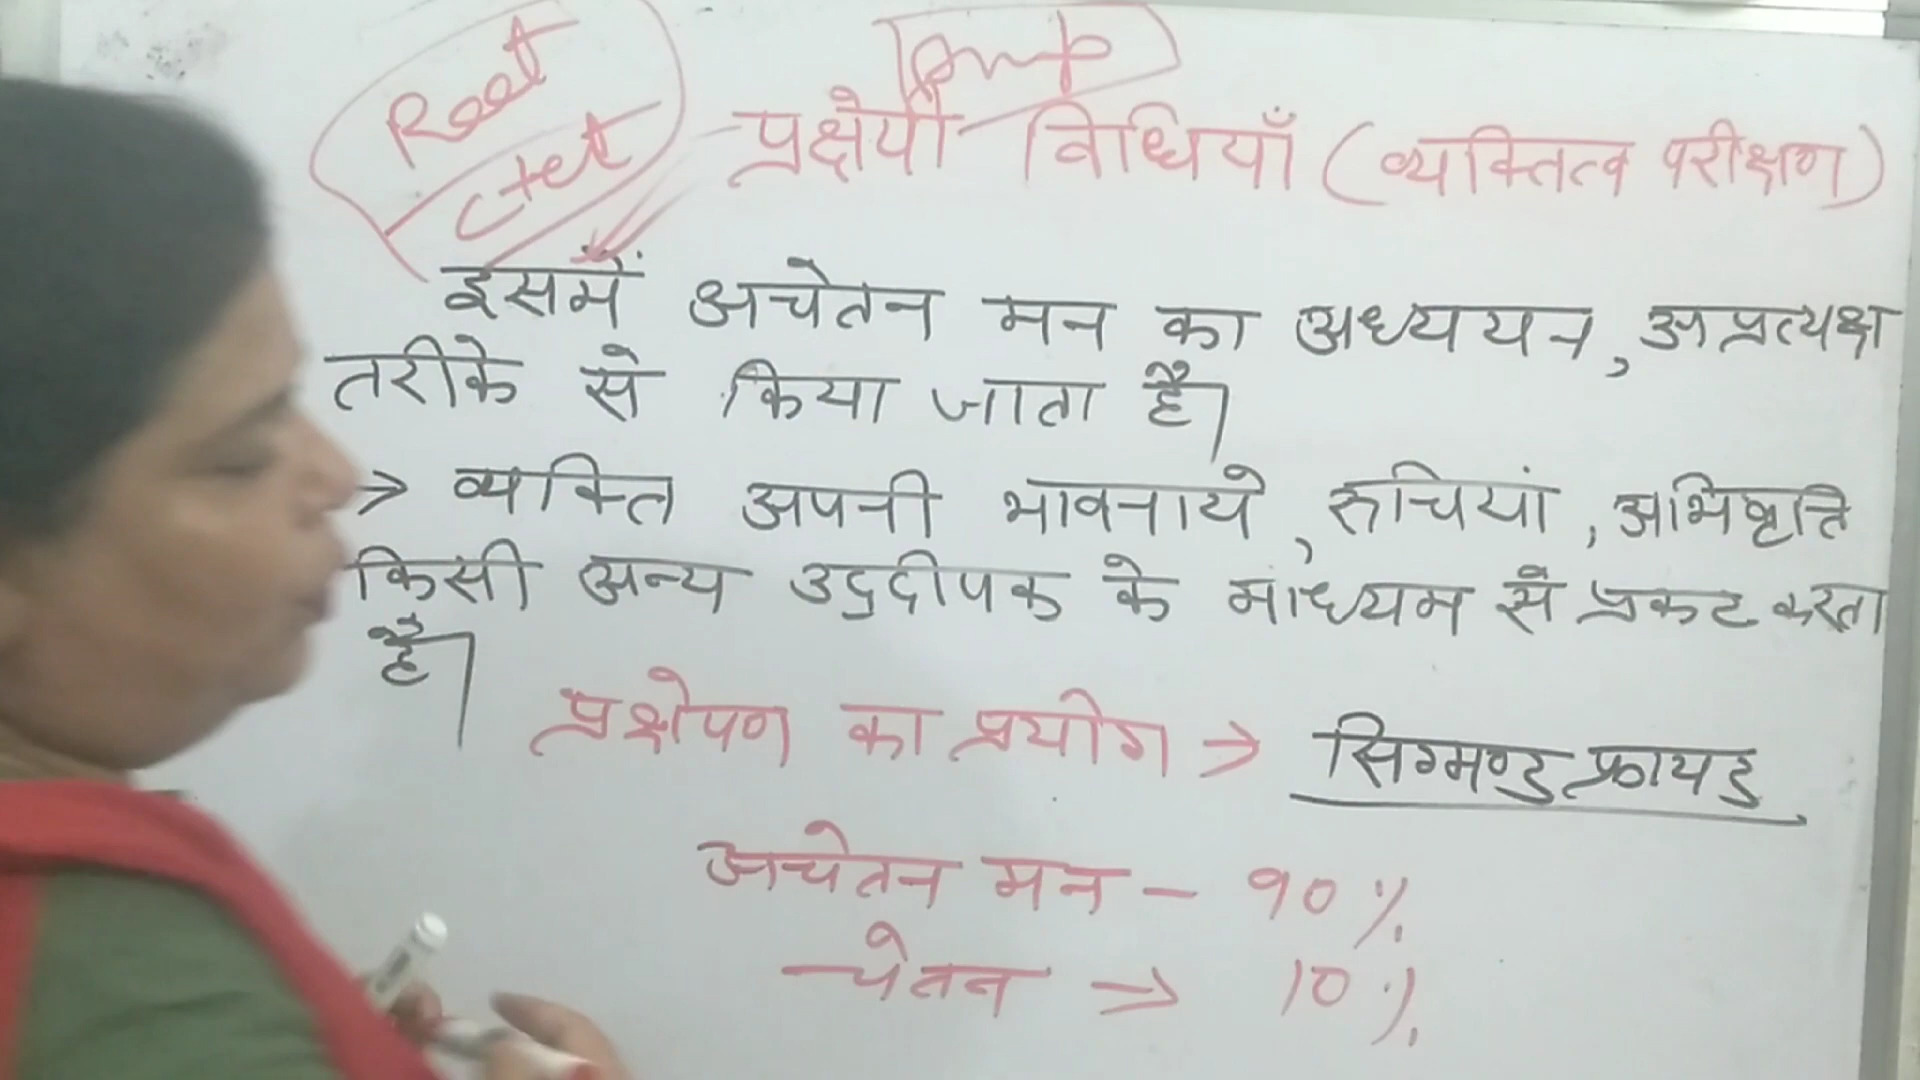 Reet
Ctet
Imp
प्रक्षेपी विधियाँ (व्यक्तित्व परीक्षण)
इसमें अचेतन मन का अध्ययन, अप्रत्यक्ष
तरीके से किया जाता है।
→ व्यक्ति अपनी भावनाये, रुचियां, अभिवृत्ति
किसी अन्य उद्दीपक के माध्यम से प्रकट करता
है।
प्रक्षेपण का प्रयोग → सिग्मण्ड फ्रायड
अचेतन मन - 90%
चेतन → 10%